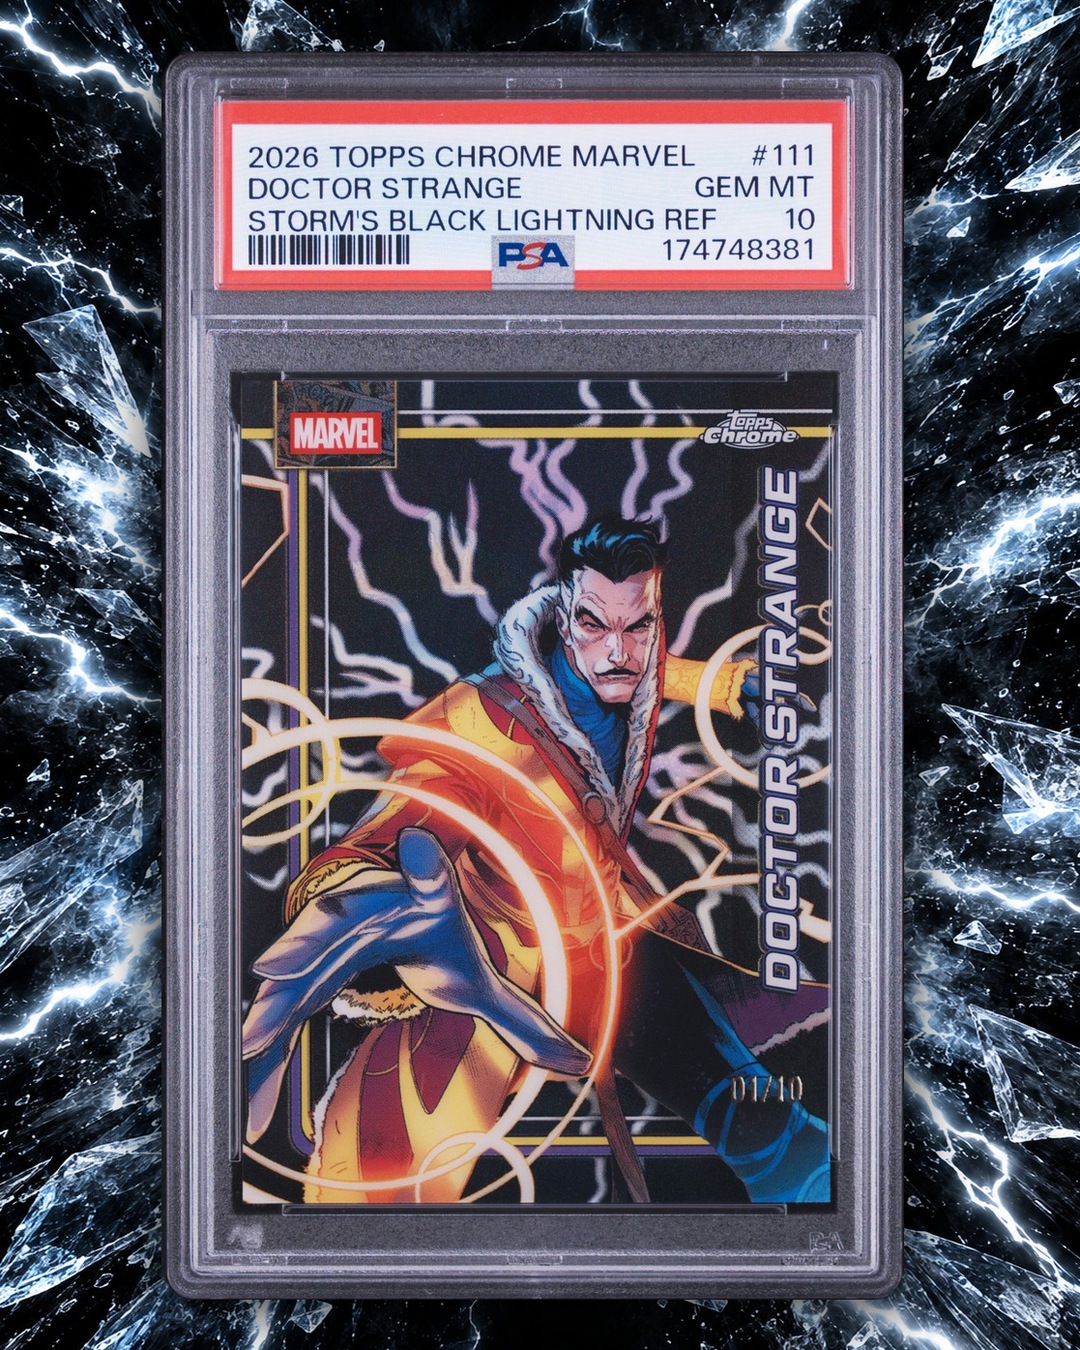 2026 TOPPS CHROME MARVEL #111
DOCTOR STRANGE GEM MT
STORM'S BLACK LIGHTNING REF 10
174748381
PSA
MARVEL
topps
Chrome
DOCTOR STRANGE
01/10
PSA